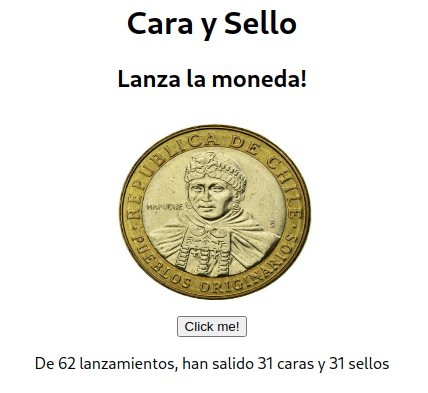 Cara y Sello
Lanza la moneda!
REPUBLICA DE CHILE
MAPUCHE
PUEBLOS ORIGINARIOS
Click me!
De 62 lanzamientos, han salido 31 caras y 31 sellos